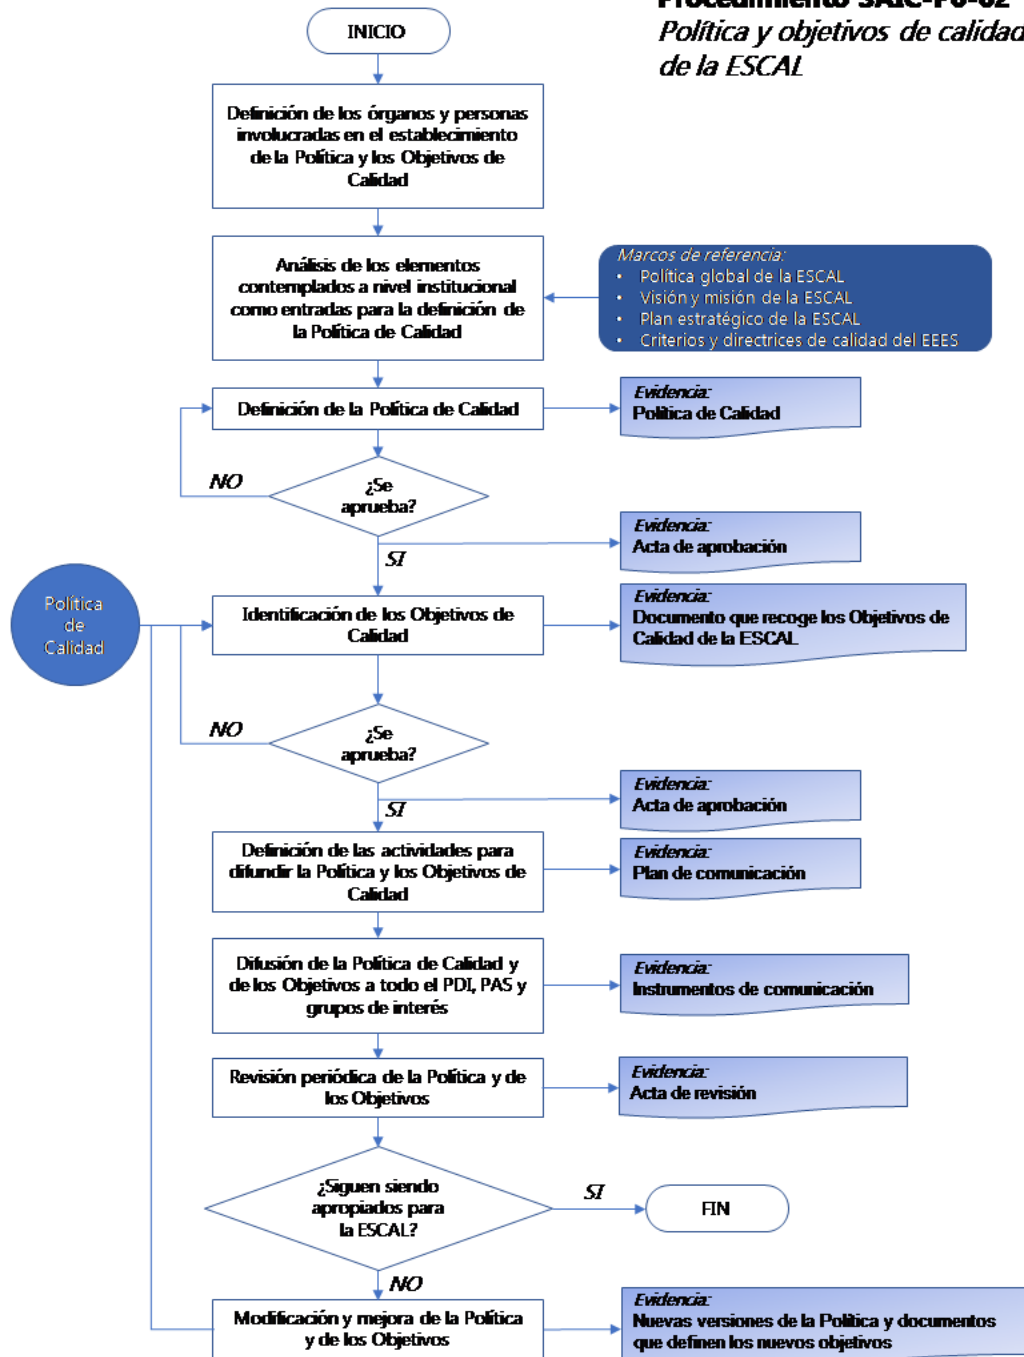 Procedimiento SAIC-P0-02
Política y objetivos de calidad
de la ESCAL
INICIO
Definición de los órganos y personas
involucradas en el establecimiento
de la Política y los Objetivos de
Calidad
Análisis de los elementos
contemplados a nivel institucional
como entradas para la definición de
la Política de Calidad
Marcos de referencia:
• Política global de la ESCAL
• Visión y misión de la ESCAL
• Plan estratégico de la ESCAL
• Criterios y directrices de calidad del EEES
Definición de la Política de Calidad
Evidencia:
Política de Calidad
NO
¿Se
aprueba?
SI
Evidencia:
Acta de aprobación
Política
de
Calidad
Identificación de los Objetivos de
Calidad
Evidencia:
Documento que recoge los Objetivos de
Calidad de la ESCAL
NO
¿Se
aprueba?
SI
Evidencia:
Acta de aprobación
Definición de las actividades para
difundir la Política y los Objetivos de
Calidad
Evidencia:
Plan de comunicación
Difusión de la Política de Calidad y
de los Objetivos a todo el PDI, PAS y
grupos de interés
Evidencia:
Instrumentos de comunicación
Revisión periódica de la Política y de
los Objetivos
Evidencia:
Acta de revisión
¿Siguen siendo
apropiados para
la ESCAL?
SI
FIN
NO
Modificación y mejora de la Política
y de los Objetivos
Evidencia:
Nuevas versiones de la Política y documentos
que definen los nuevos objetivos